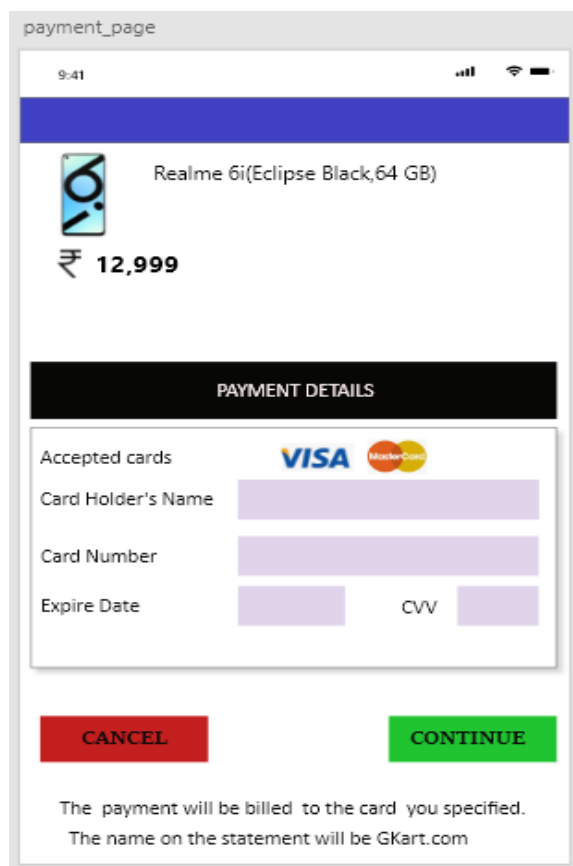 payment_page
9:41
Realme 6i(Eclipse Black,64 GB)
6i
₹ 12,999
PAYMENT DETAILS
Accepted cards VISA MasterCard
Card Holder's Name
Card Number
Expire Date CVV
CANCEL CONTINUE
The payment will be billed to the card you specified.
The name on the statement will be GKart.com